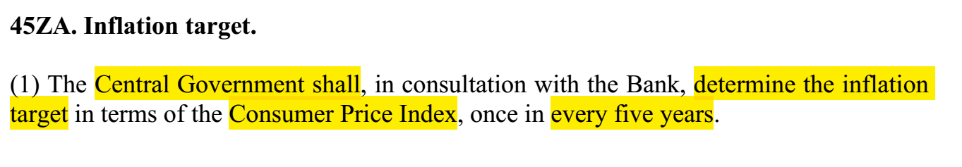 45ZA. Inflation target.
(1) The Central Government shall, in consultation with the Bank, determine the inflation
target in terms of the Consumer Price Index, once in every five years.